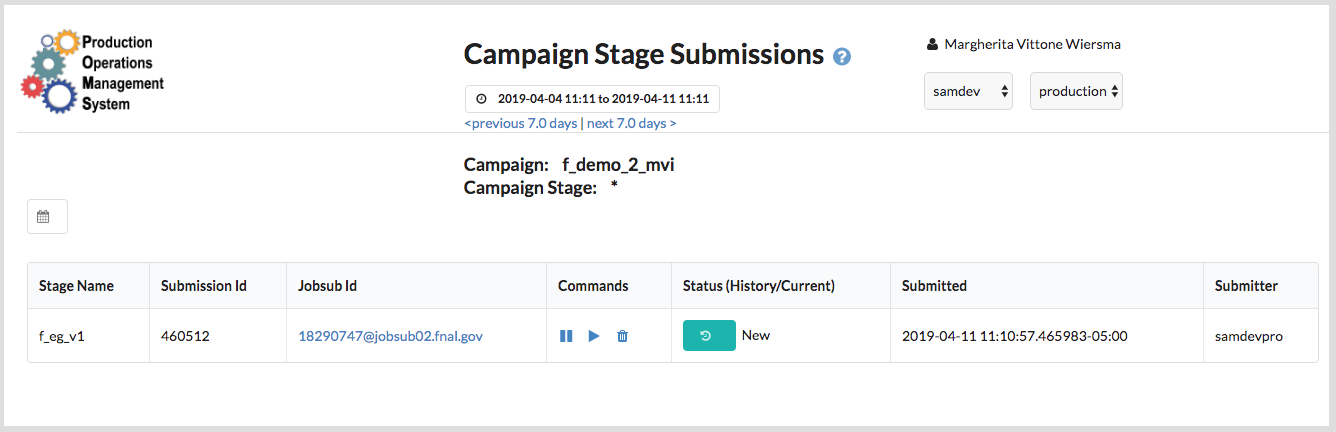 Production
Operations
Management
System
Campaign Stage Submissions ?
2019-04-04 11:11 to 2019-04-11 11:11
<previous 7.0 days | next 7.0 days >
Margherita Vittone Wiersma
samdev production
Campaign: f_demo_2_mvi
Campaign Stage: *
Stage Name Submission Id Jobsub Id Commands Status (History/Current) Submitted Submitter
f_eg_v1 460512 18290747@jobsub02.fnal.gov New 2019-04-11 11:10:57.465983-05:00 samdevpro